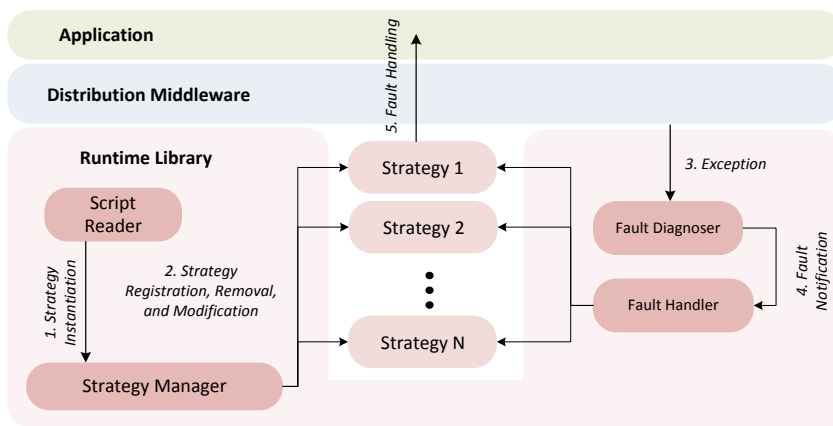 Application
Distribution Middleware
5. Fault Handling
Runtime Library
Script
Reader
1. Strategy
Instantiation
2. Strategy
Registration, Removal,
and Modification
Strategy Manager
Strategy 1
Strategy 2
Strategy N
3. Exception
Fault Diagnoser
4. Fault
Notification
Fault Handler